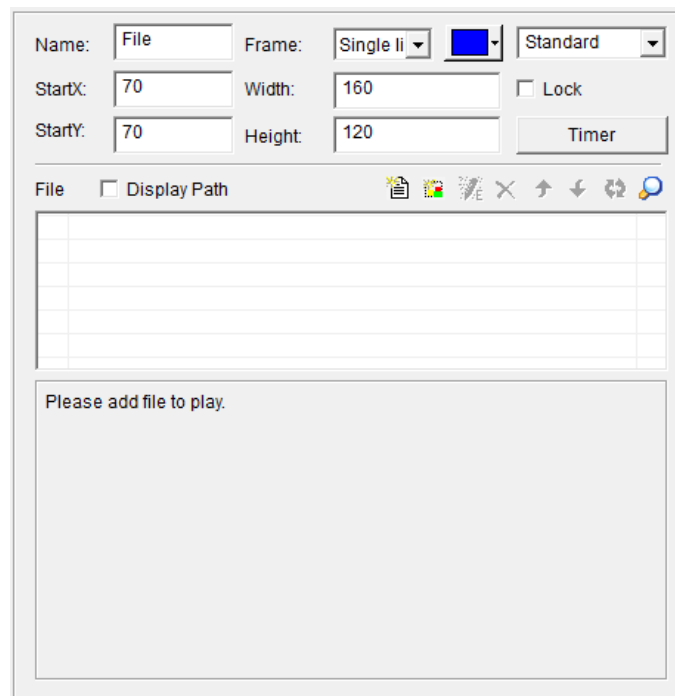 Name: File Frame: Single li Standard
StartX: 70 Width: 160 Lock
StartY: 70 Height: 120 Timer
File Display Path
Please add file to play.